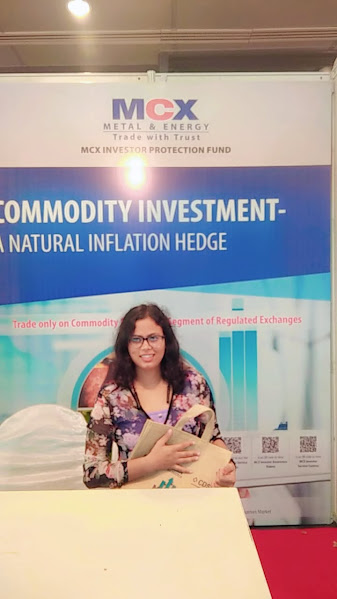 MCX
METAL & ENERGY
Trade with Trust
MCX INVESTOR PROTECTION FUND
COMMODITY INVESTMENT-
A NATURAL INFLATION HEDGE
Trade only on Commodity Segment of Regulated Exchanges